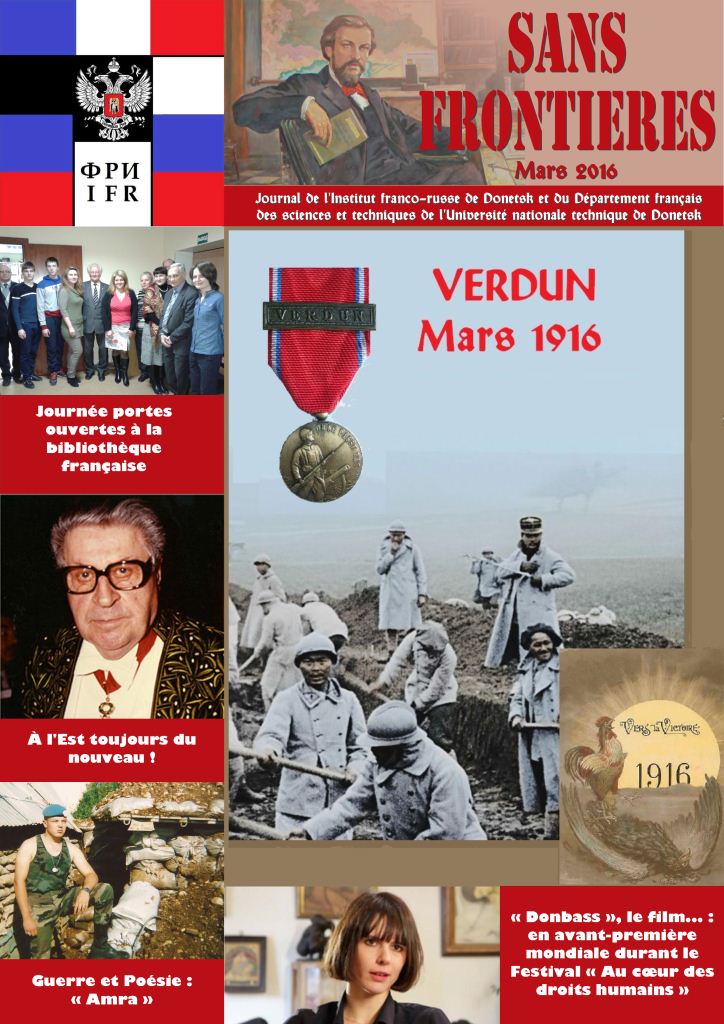 SANS
FRONTIERES
Mars 2016
ФРИ
IFR
Journal de l'Institut franco-russe de Donetsk et du Département français
des sciences et techniques de l'Université nationale technique de Donetsk
VERDUN
Mars 1916
VERDUN
Journée portes
ouvertes à la
bibliothèque
française
À l'Est toujours du
nouveau !
VERS LA VICTOIRE
1916
Guerre et Poésie :
« Amra »
« Donbass », le film... :
en avant-première
mondiale durant le
Festival « Au cœur des
droits humains »